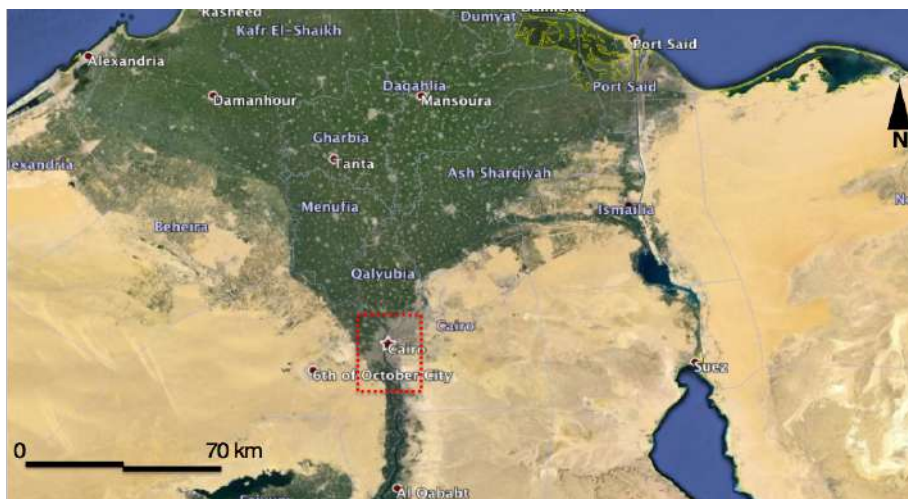 Rasheed
Dumyat
Kafr El-Shaikh
Port Said
Alexandria
Daqahlia
Port Said
Damanhour
Mansoura
N
Gharbia
Tanta
Ash Sharqiyah
Menufia
Ismailia
Beheira
Qalyubia
Cairo
Cairo
6th of October City
Suez
0 70 km
Al Qababt